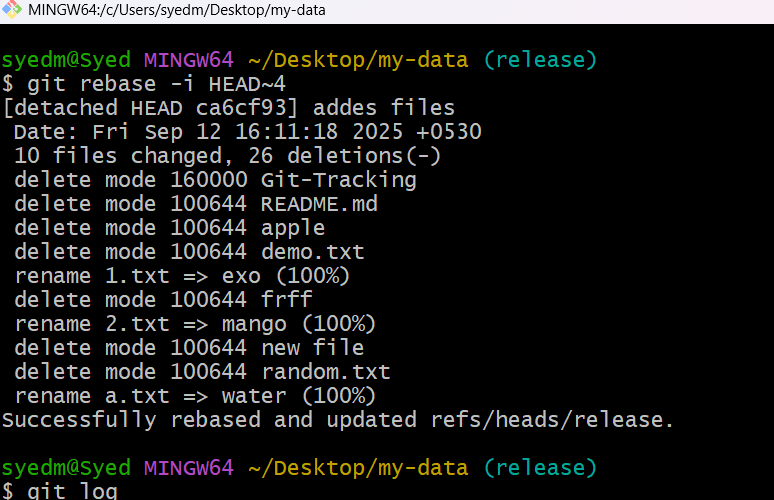 MINGW64:/c/Users/syedm/Desktop/my-data
syedm@Syed MINGW64 ~/Desktop/my-data (release)
$ git rebase -i HEAD~4
[detached HEAD ca6cf93] addes files
 Date: Fri Sep 12 16:11:18 2025 +0530
 10 files changed, 26 deletions(-)
 delete mode 160000 Git-Tracking
 delete mode 100644 README.md
 delete mode 100644 apple
 delete mode 100644 demo.txt
 rename 1.txt => exo (100%)
 delete mode 100644 frff
 rename 2.txt => mango (100%)
 delete mode 100644 new file
 delete mode 100644 random.txt
 rename a.txt => water (100%)
Successfully rebased and updated refs/heads/release.
syedm@Syed MINGW64 ~/Desktop/my-data (release)
$ git log